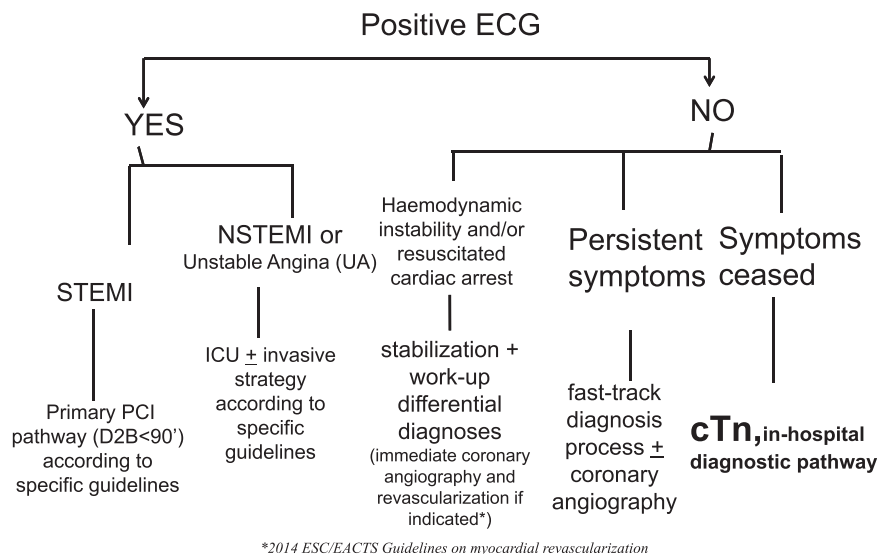 Positive ECG
YES
NO
STEMI
Primary PCI
pathway (D2B<90’)
according to
specific guidelines
NSTEMI or
Unstable Angina (UA)
ICU ± invasive
strategy
according to
specific
guidelines
Haemodynamic
instability and/or
resuscitated
cardiac arrest
stabilization +
work-up
differential
diagnoses
(immediate coronary
angiography and
revascularization if
indicated*)
Persistent
symptoms
fast-track
diagnosis
process ±
coronary
angiography
Symptoms
ceased
cTn, in-hospital
diagnostic pathway
*2014 ESC/EACTS Guidelines on myocardial revascularization